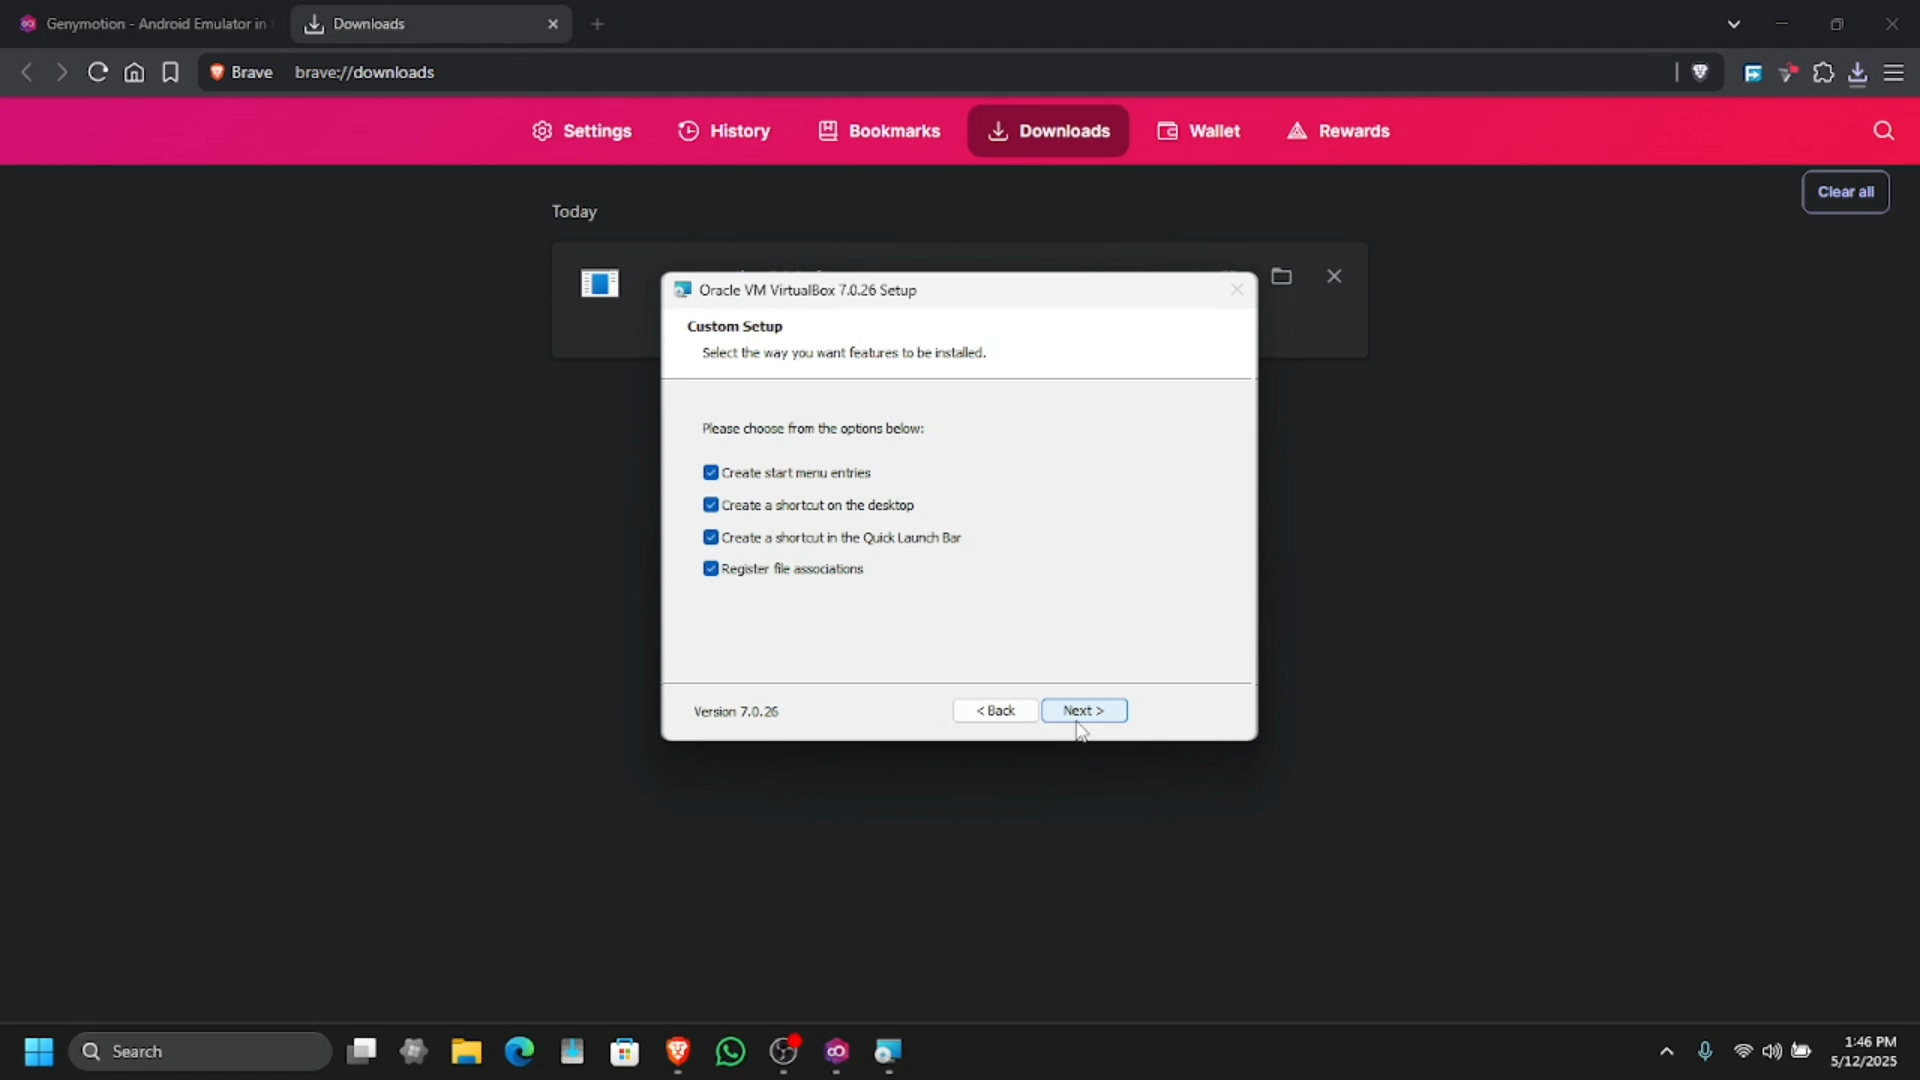 Genymotion - Android Emulator in
Downloads
Brave
brave://downloads
Settings
History
Bookmarks
Downloads
Wallet
Rewards
Clear all
Today
Oracle VM VirtualBox 7.0.26 Setup
Custom Setup
Select the way you want features to be installed.
Please choose from the options below:
Create start menu entries
Create a shortcut on the desktop
Create a shortcut in the Quick Launch Bar
Register file associations
Version 7.0.26
< Back
Next >
Search
1:46 PM
5/12/2025